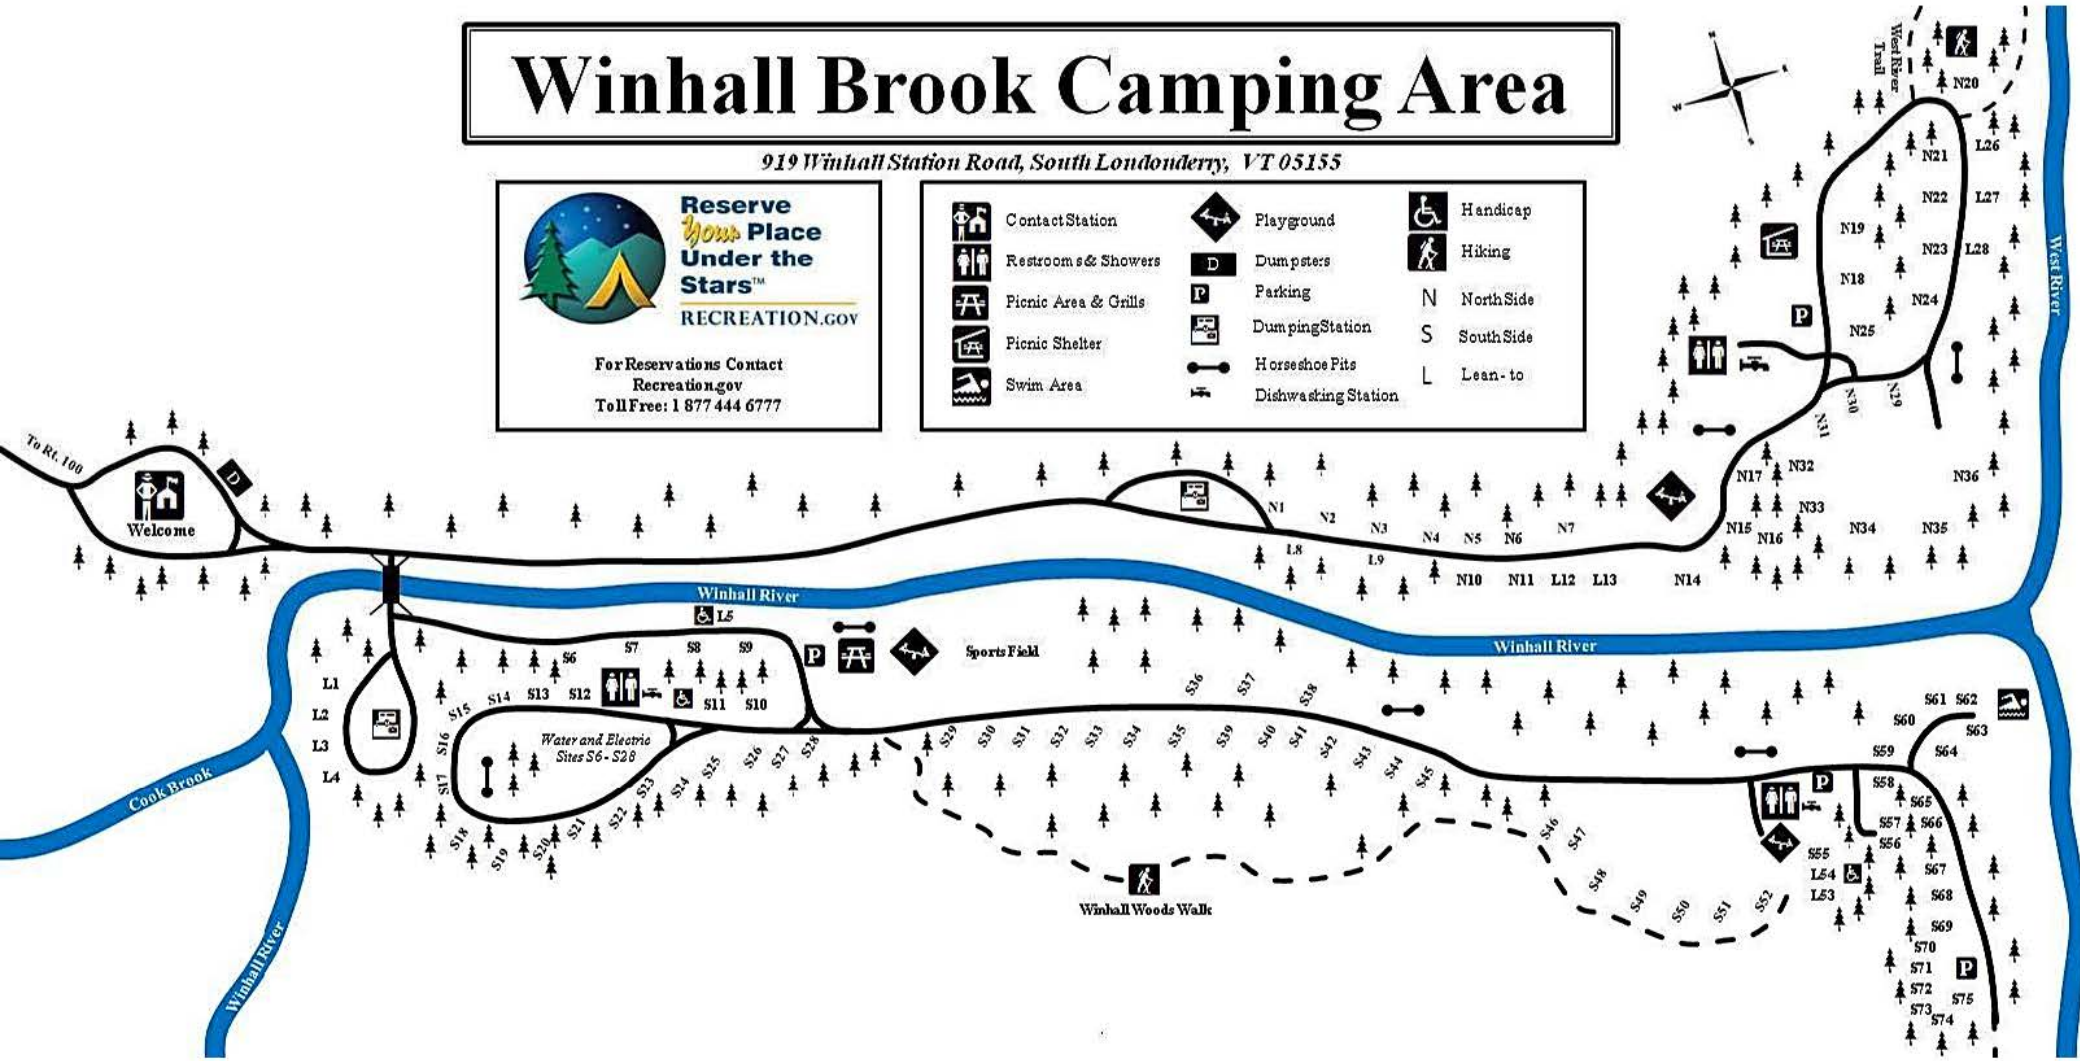 Winhall Brook Camping Area
919 Winhall Station Road, South Londonderry, VT 05155
Reserve
Your Place
Under the
Stars™
RECREATION.GOV
For Reservations Contact
Recreation.gov
Toll Free: 1 877 444 6777
Contact Station
Restrooms & Showers
Picnic Area & Grills
Picnic Shelter
Swim Area
Playground
D Dumpsters
P Parking
Dumping Station
Horseshoe Pits
Dishwashing Station
Handicap
Hiking
N North Side
S South Side
L Lean-to
N
E
S
W
West River
Trail
N20
L26
N21
N22 L27
N19
N23 L28
N18
N24
P
N25
West River
N30
N29
N31
N17
N32
N36
N33
N15
N16
N34
N35
To Rt. 100
D
Welcome
N1
N2
N3
N4
N5
N6
N7
L8
L9
N10
N11
L12
L13
N14
Winhall River
Winhall River
L5
S6
S7
S8
S9
P
Sports Field
L1
L2
L3
L4
S15
S14
S13
S12
S11
S10
S16
S17
Water and Electric
Sites S6 - S28
S18
S19
S20
S21
S22
S23
S24
S25
S26
S27
S28
Cook Brook
Winhall River
S36
S37
S38
S29
S30
S31
S32
S33
S34
S35
S39
S40
S41
S42
S43
S44
S45
Winhall Woods Walk
S46
S47
S48
S49
S50
S51
S52
S61
S62
S60
S63
S59
S64
P
S58
S65
S57
S66
S56
S55
L54
L53
S67
S68
S69
S70
S71
P
S72
S75
S73
S74